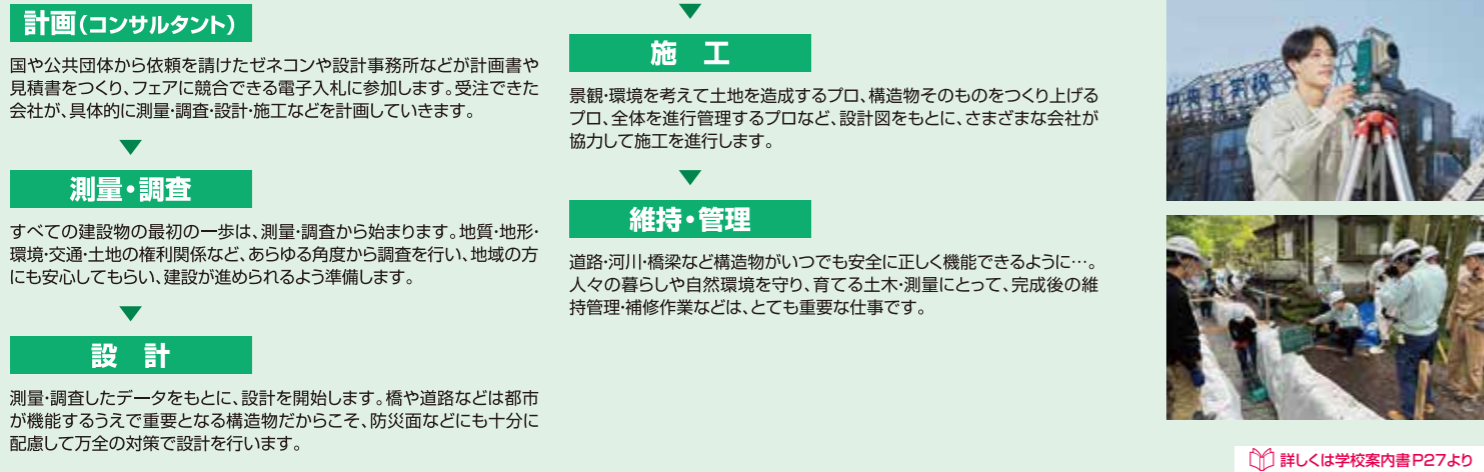 計画(コンサルタント)
国や公共団体から依頼を請けたゼネコンや設計事務所などが計画書や
見積書をつくり、フェアに競合できる電子入札に参加します。受注できた
会社が、具体的に測量・調査・設計・施工などを計画していきます。
測量・調査
すべての建設物の最初の一歩は、測量・調査から始まります。地質・地形・
環境・交通・土地の権利関係など、あらゆる角度から調査を行い、地域の方
にも安心してもらい、建設が進められるよう準備します。
設 計
測量・調査したデータをもとに、設計を開始します。橋や道路などは都市
が機能するうえで重要となる構造物だからこそ、防災面などにも十分に
配慮して万全の対策で設計を行います。
施 工
景観・環境を考えて土地を造成するプロ、構造物そのものをつくり上げる
プロ、全体を進行管理するプロなど、設計図をもとに、さまざまな会社が
協力して施工を進行します。
維持・管理
道路・河川・橋梁など構造物がいつでも安全に正しく機能できるように…。
人々の暮らしや自然環境を守り、育てる土木・測量にとって、完成後の維
持管理・補修作業などは、とても重要な仕事です。
中央工学校
詳しくは学校案内書P27より